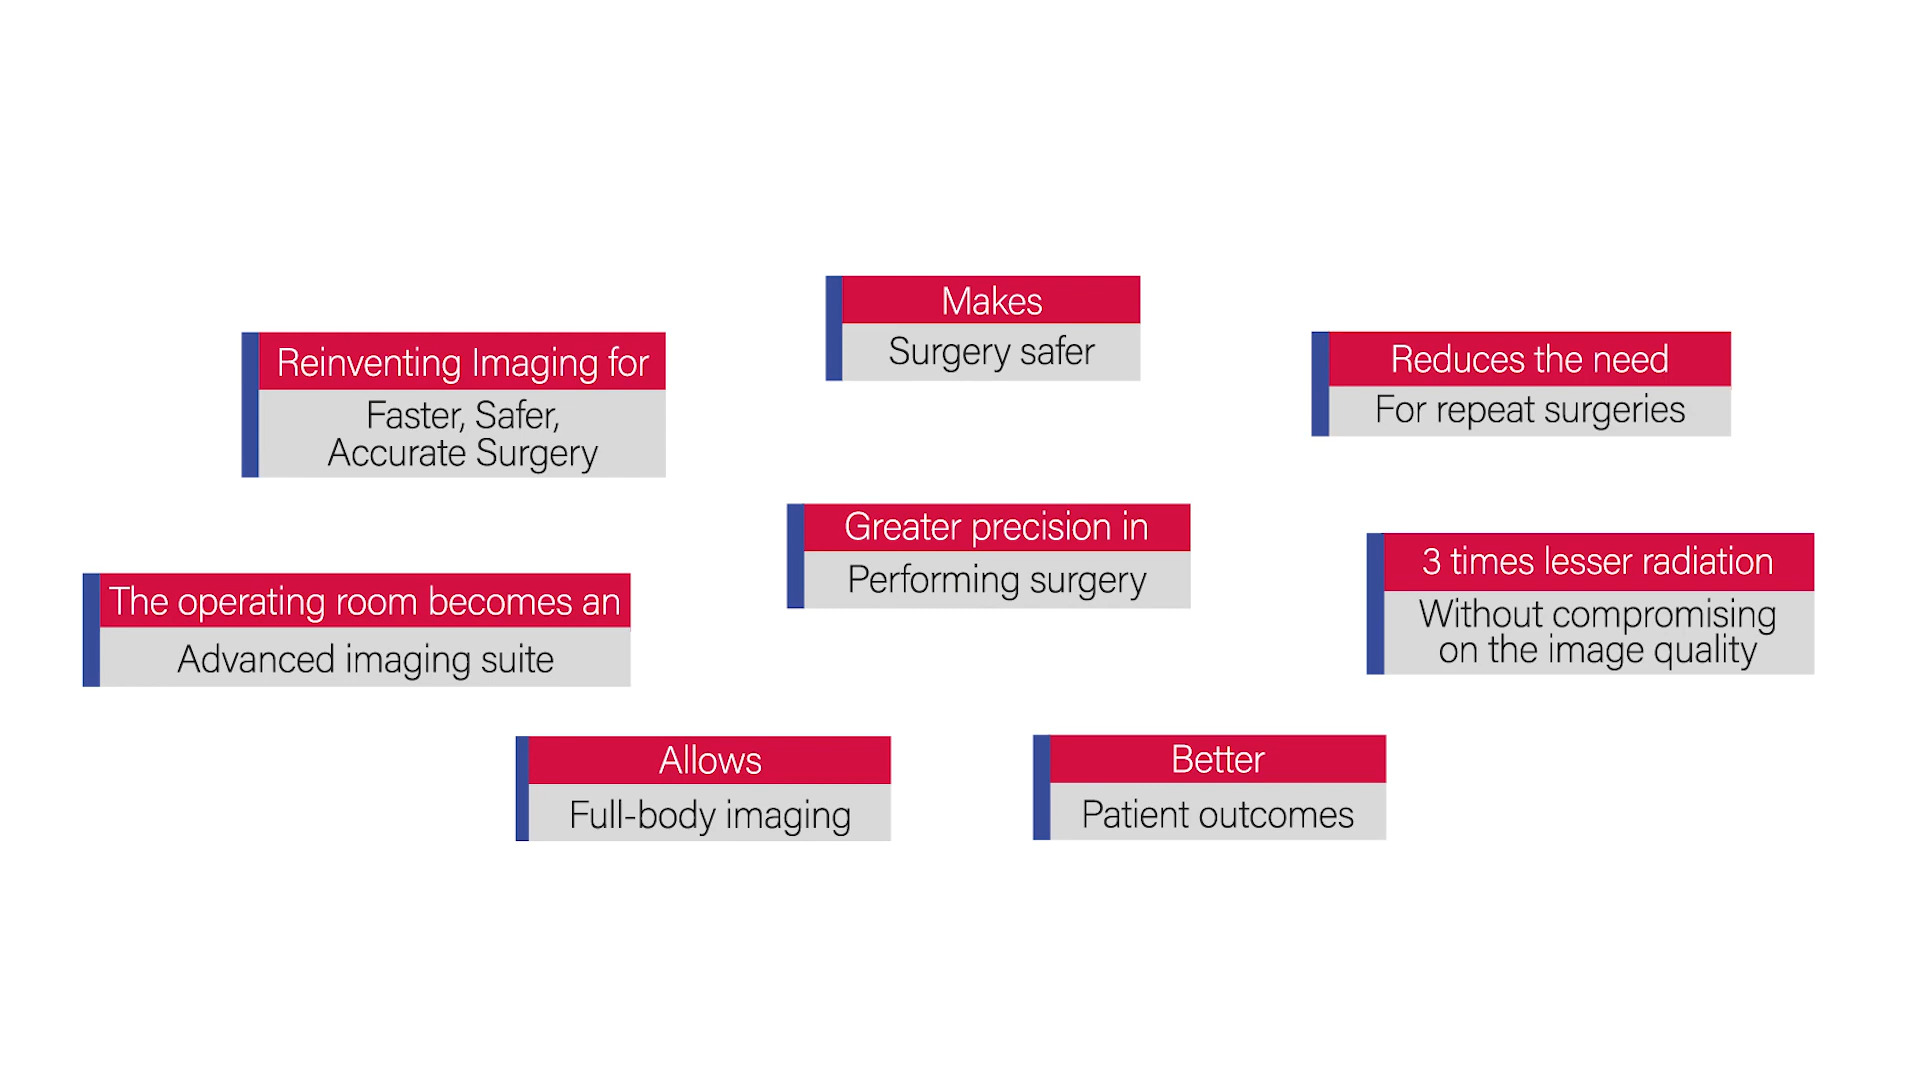 Makes
Surgery safer
Reinventing Imaging for
Faster, Safer,
Accurate Surgery
Reduces the need
For repeat surgeries
Greater precision in
Performing surgery
3 times lesser radiation
Without compromising
on the image quality
The operating room becomes an
Advanced imaging suite
Allows
Full-body imaging
Better
Patient outcomes